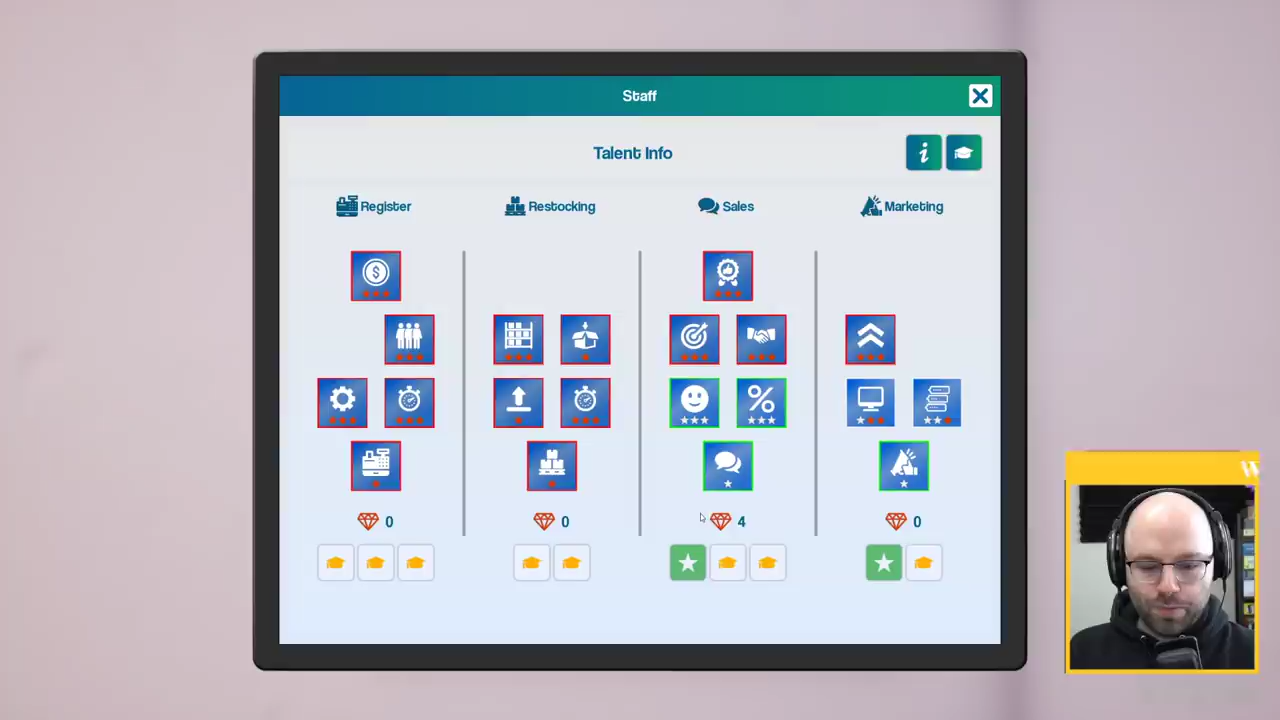 Staff
Talent Info
Register
Restocking
Sales
Marketing
0
0
4
0